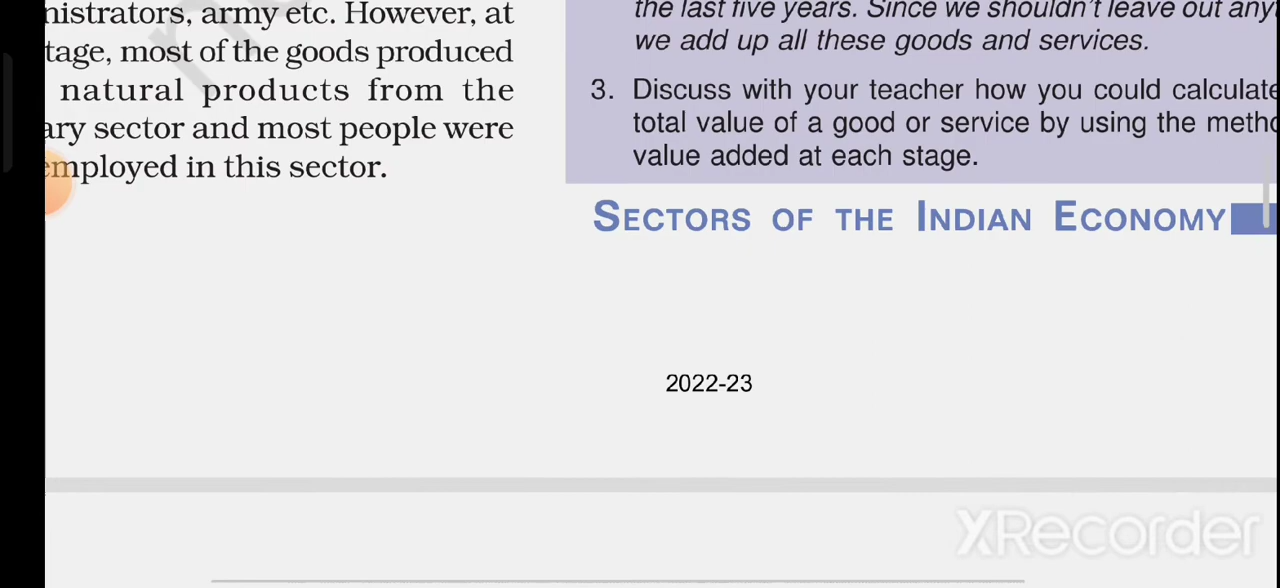 nistrators, army etc. However, at
tage, most of the goods produced
natural products from the
ary sector and most people were
employed in this sector.
the last five years. Since we shouldn't leave out any
we add up all these goods and services.
3. Discuss with your teacher how you could calculate
total value of a good or service by using the metho
value added at each stage.
SECTORS OF THE INDIAN ECONOMY
2022-23
XRecorder